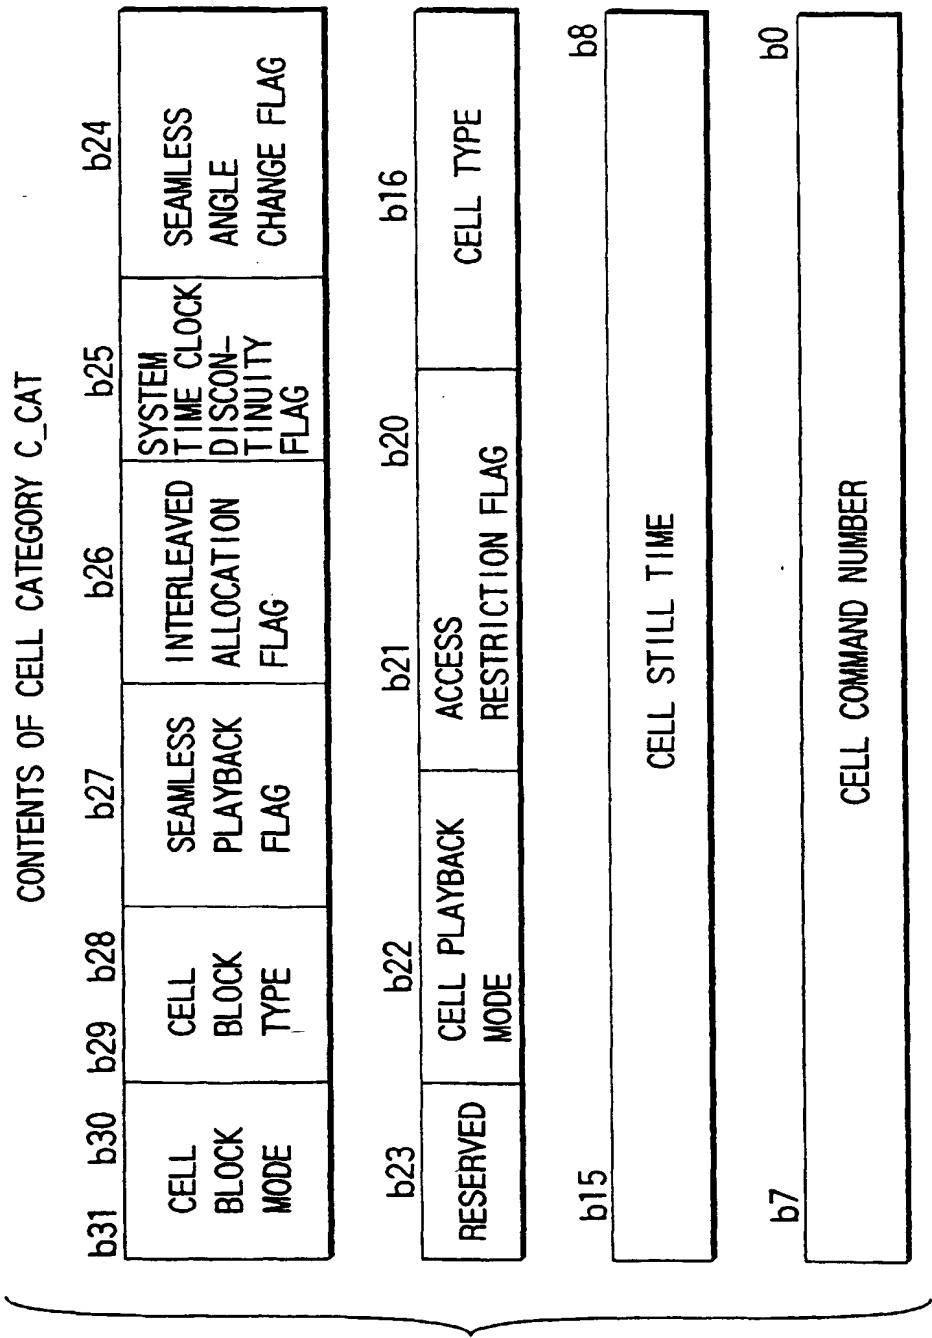 CONTENTS OF CELL CATEGORY C_CAT
b31 b30 b29 b28 b27 b26 b25 b24
CELL
BLOCK
MODE
CELL
BLOCK
TYPE
SEAMLESS
PLAYBACK
FLAG
INTERLEAVED
ALLOCATION
FLAG
SYSTEM
TIME CLOCK
DISCON-
TINUITY
FLAG
SEAMLESS
ANGLE
CHANGE FLAG
b23 b22 b21 b20 b16
RESERVED
CELL PLAYBACK
MODE
ACCESS
RESTRICTION FLAG
CELL TYPE
b15 b8
CELL STILL TIME
b7 b0
CELL COMMAND NUMBER